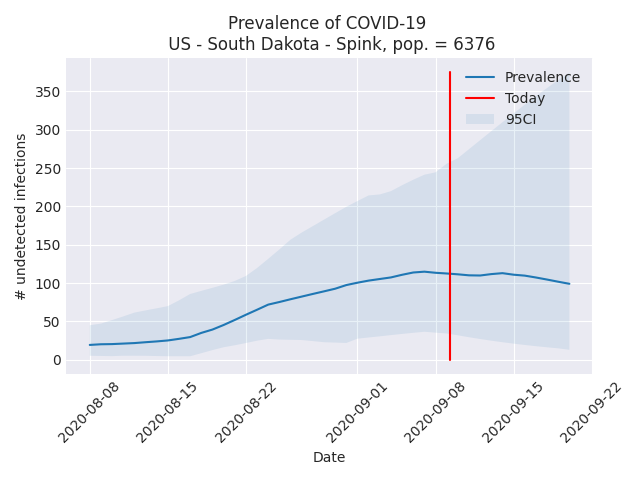 Prevalence of COVID-19
US - South Dakota - Spink, pop. = 6376
Prevalence
Today
95CI
# undetected infections
350
300
250
200
150
100
50
0
2020-08-08
2020-08-15
2020-08-22
2020-09-01
2020-09-08
2020-09-15
2020-09-22
Date